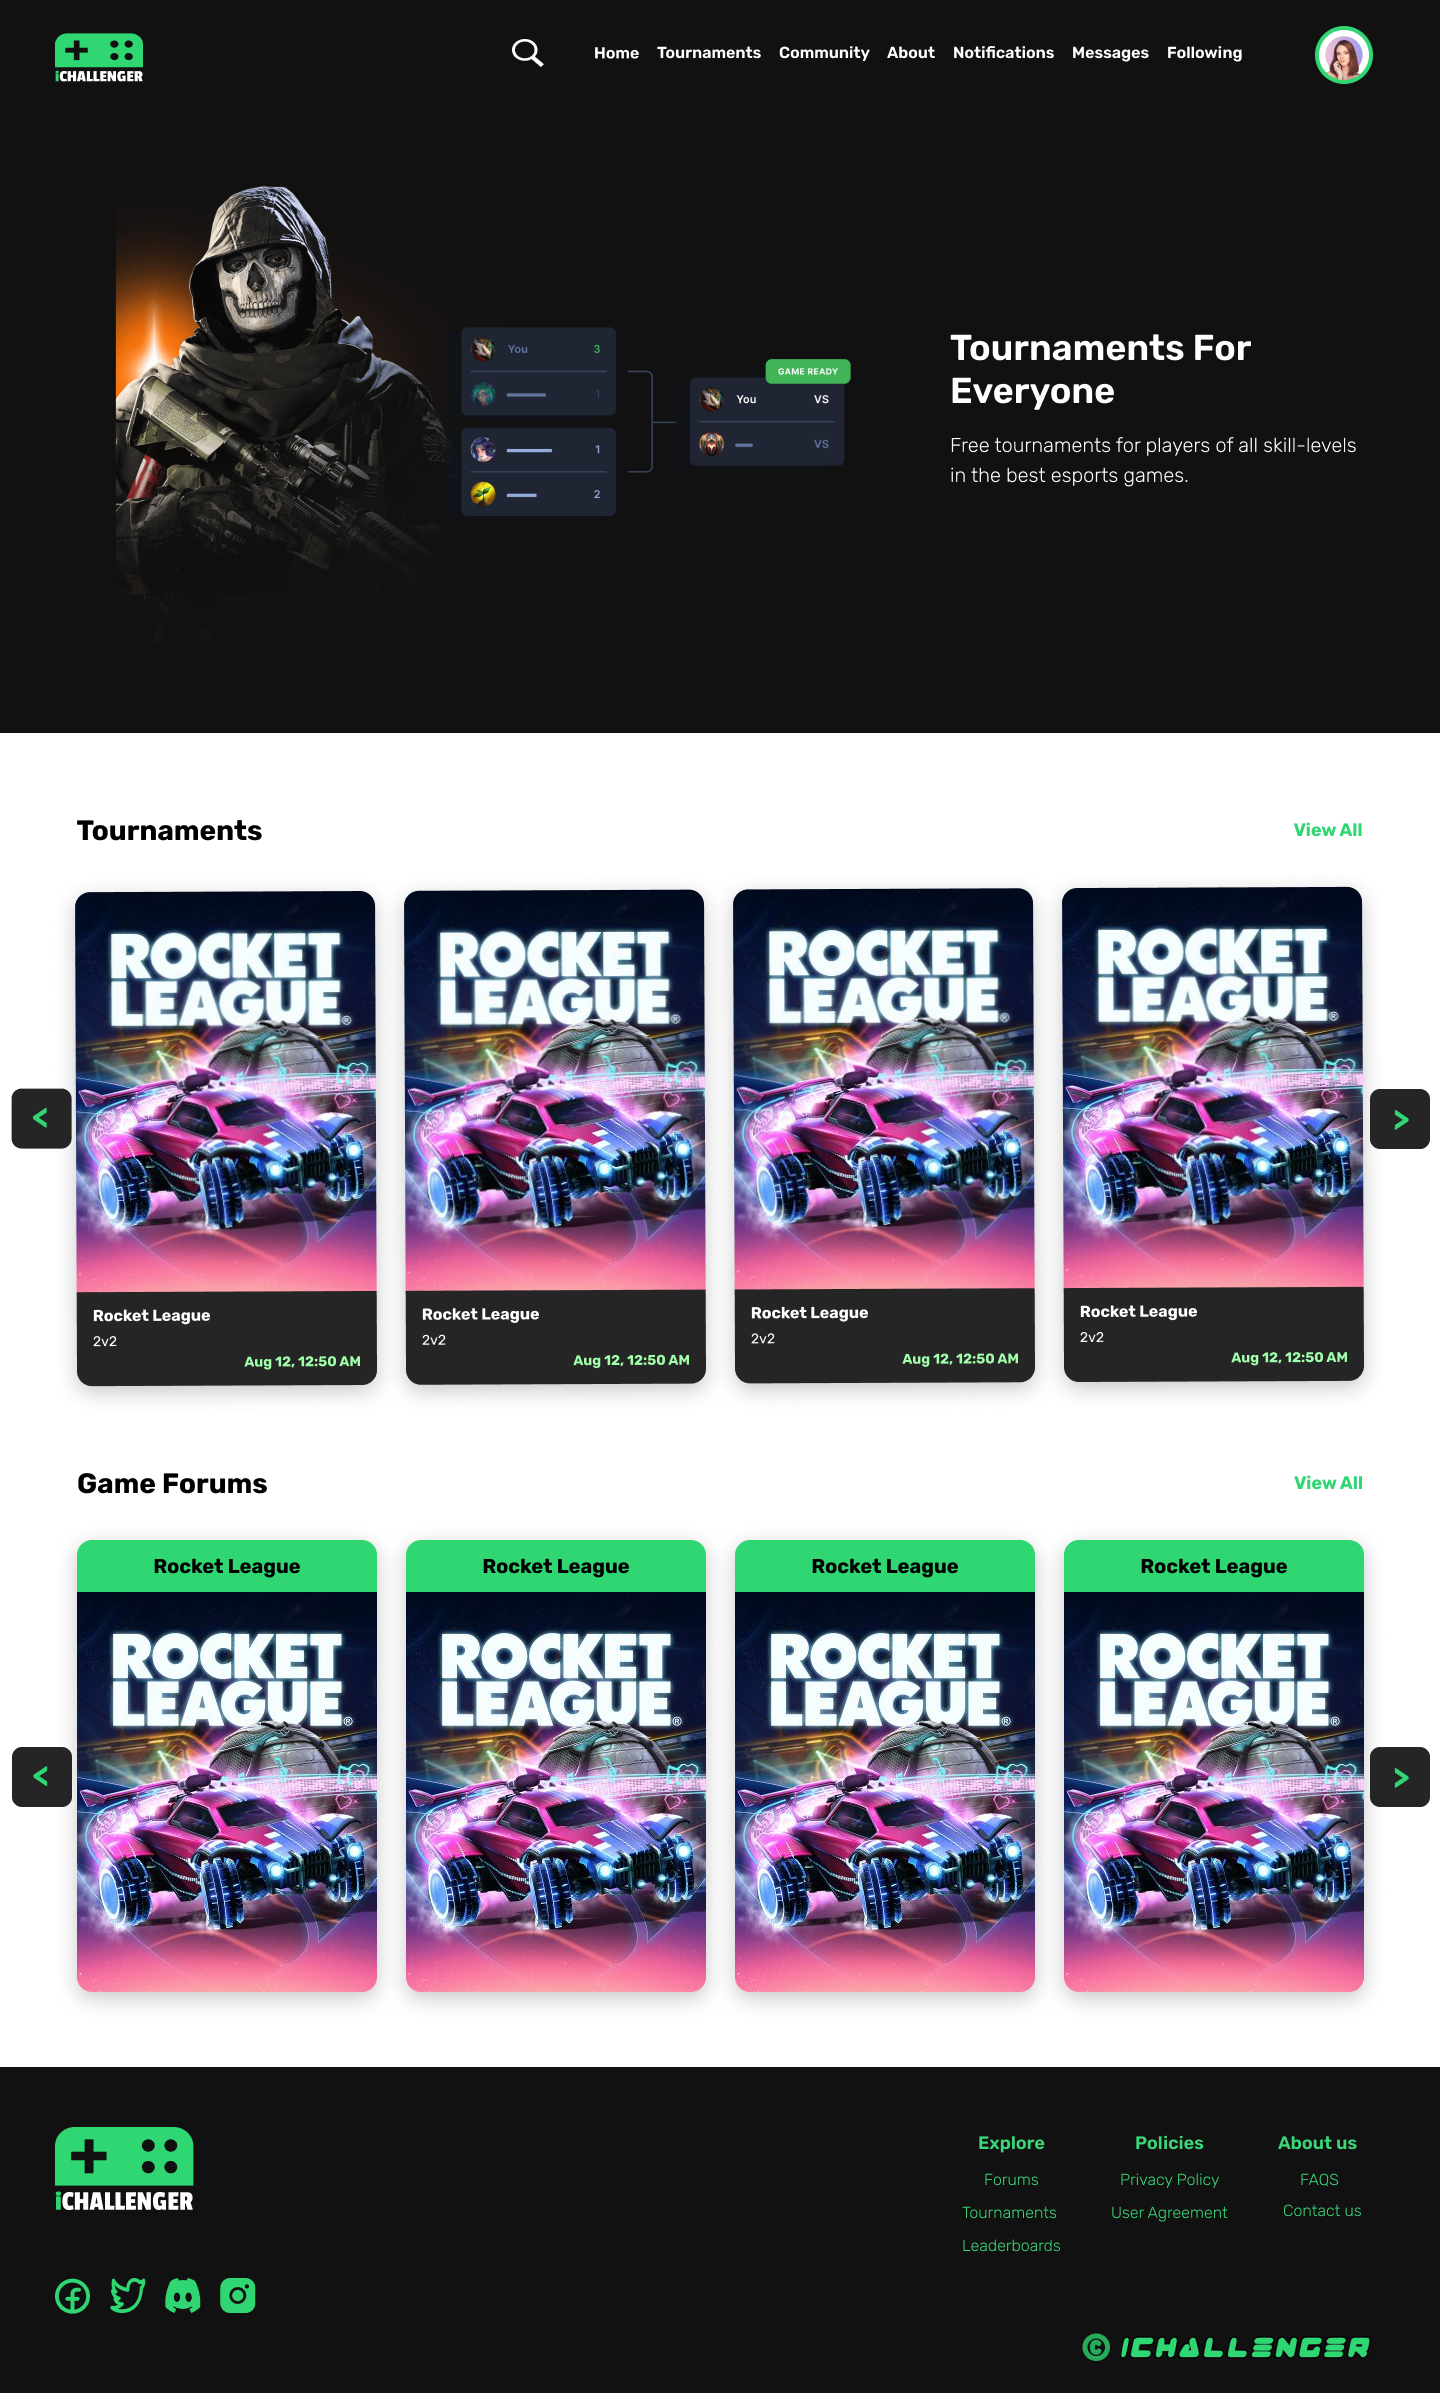 iCHALLENGER
Home Tournaments Community About Notifications Messages Following
You 3
1
1
2
GAME READY
You VS
VS
Tournaments For
Everyone
Free tournaments for players of all skill-levels
in the best esports games.
Tournaments
View All
ROCKET
LEAGUE®
Rocket League
2v2
Aug 12, 12:50 AM
ROCKET
LEAGUE®
Rocket League
2v2
Aug 12, 12:50 AM
ROCKET
LEAGUE®
Rocket League
2v2
Aug 12, 12:50 AM
ROCKET
LEAGUE®
Rocket League
2v2
Aug 12, 12:50 AM
<
>
Game Forums
View All
Rocket League
ROCKET
LEAGUE®
Rocket League
ROCKET
LEAGUE®
Rocket League
ROCKET
LEAGUE®
Rocket League
ROCKET
LEAGUE®
<
>
iCHALLENGER
Explore
Forums
Tournaments
Leaderboards
Policies
Privacy Policy
User Agreement
About us
FAQS
Contact us
© ICHALLENGER